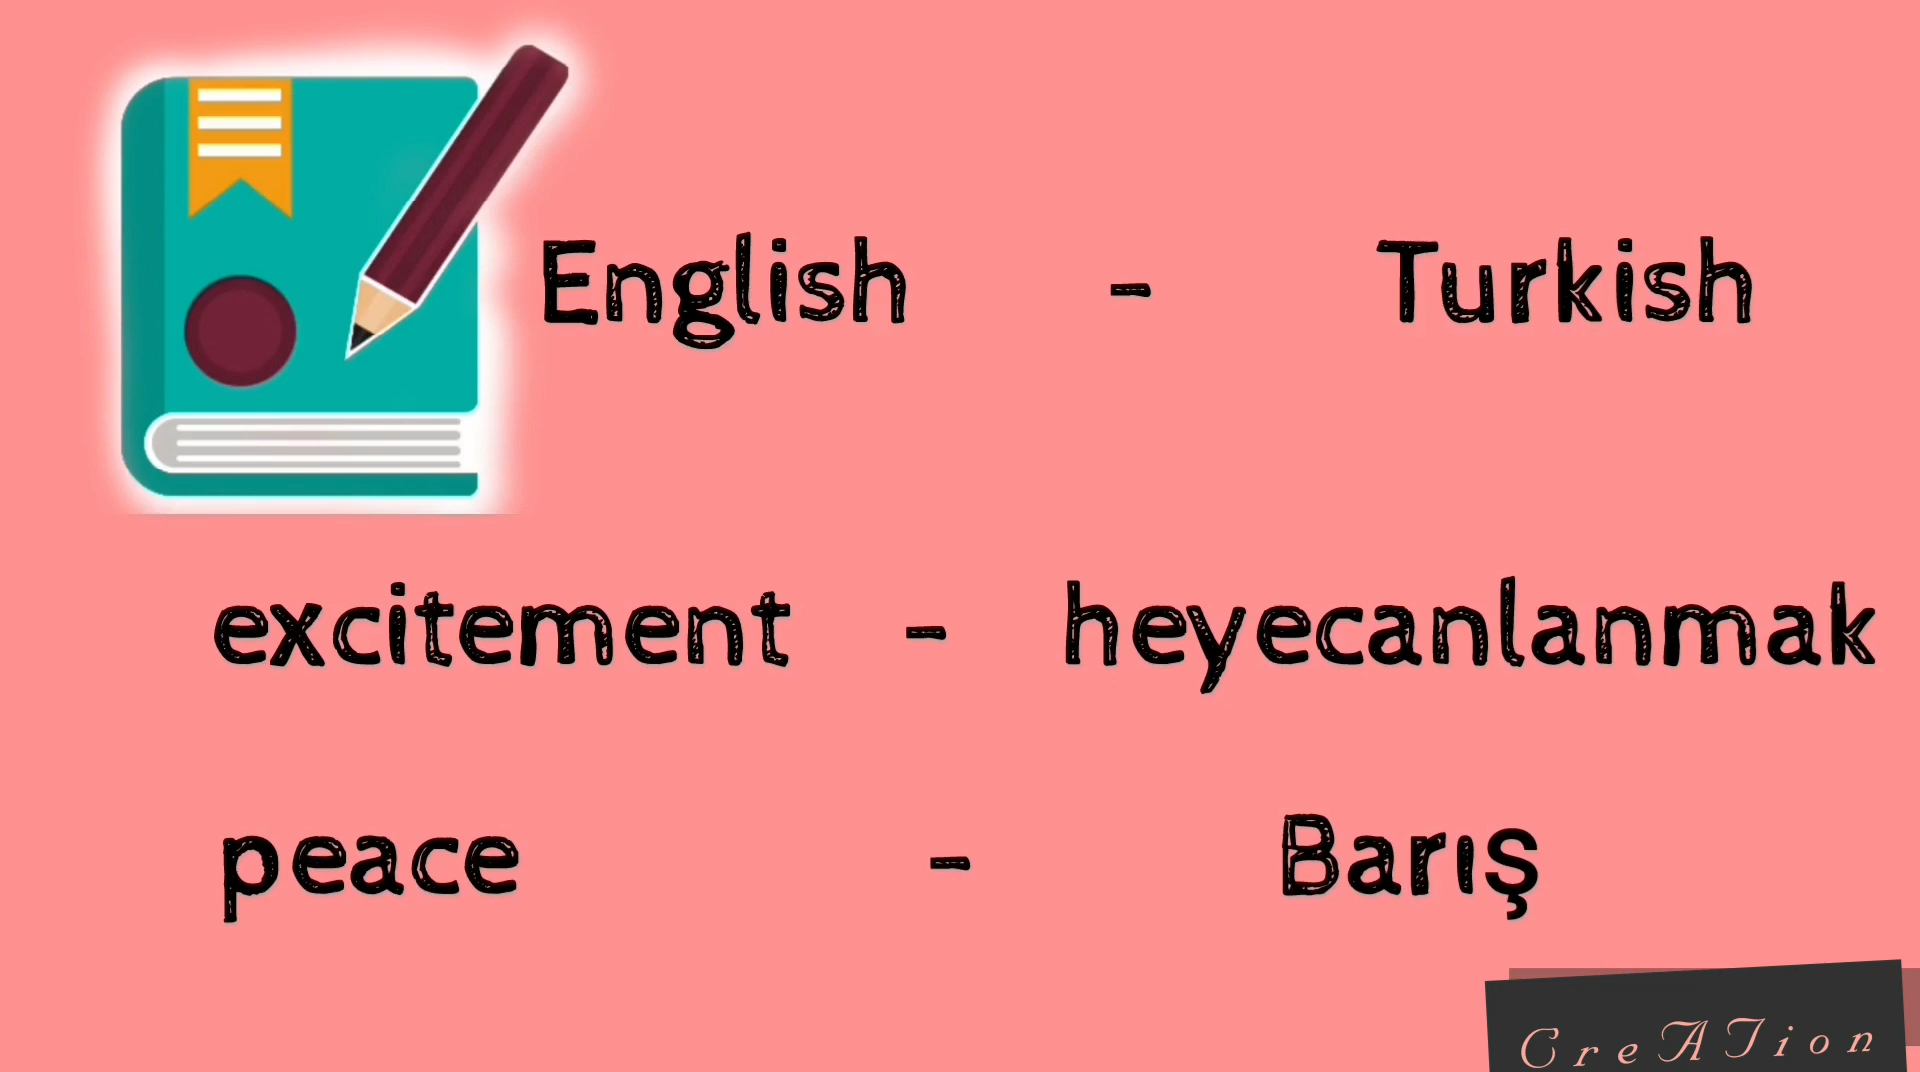 English - Turkish
excitement - heyecanlanmak
peace - Barış
CreATion